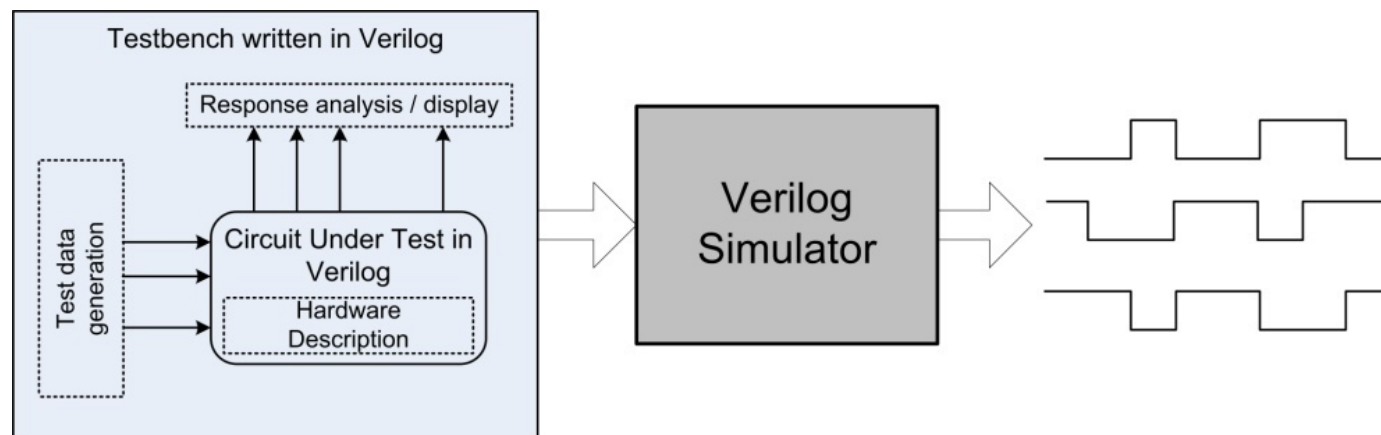 Testbench written in Verilog
Response analysis / display
Test data
generation
Circuit Under Test in
Verilog
Hardware
Description
Verilog
Simulator